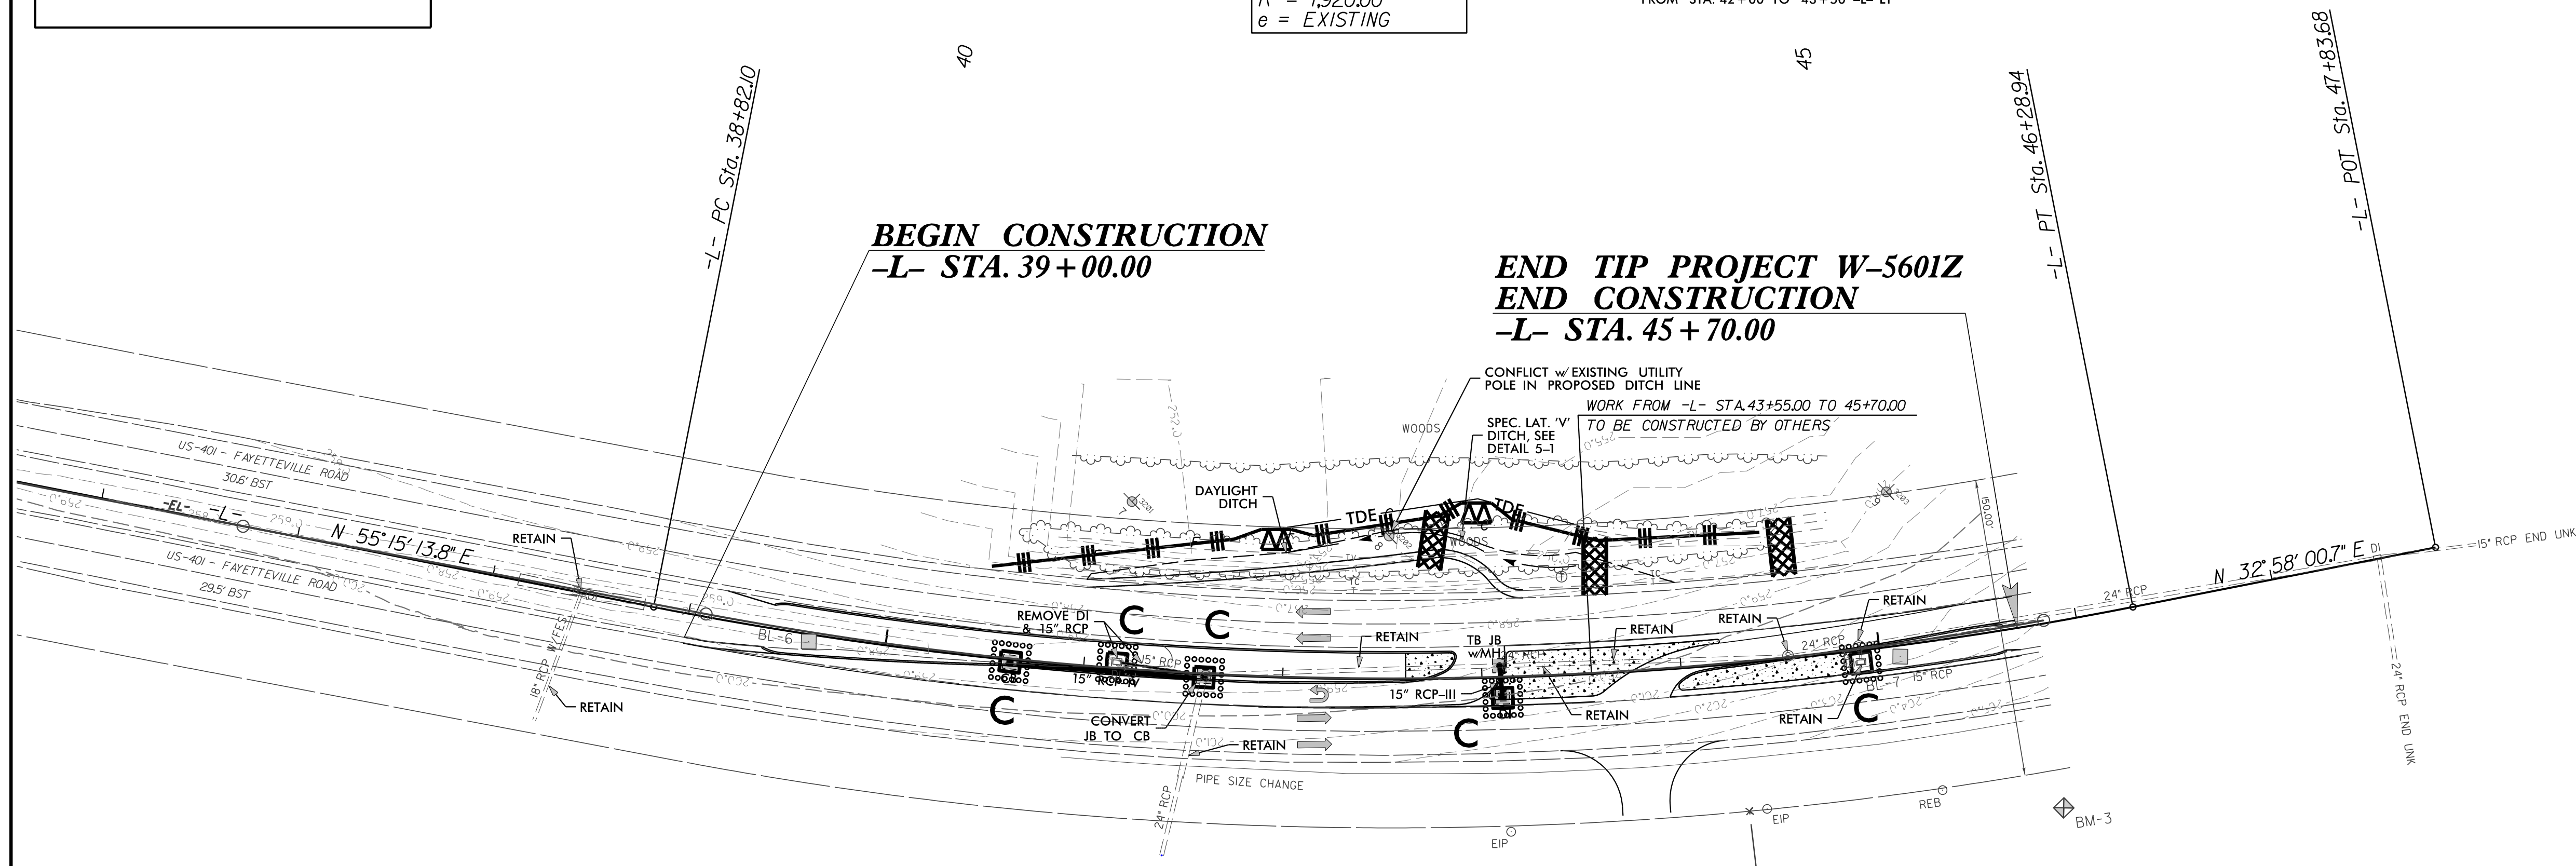 e = EXISTING
40
45
-L- PC Sta. 38+82.10
-L- PT Sta. 46+28.94
-L- POT Sta. 47+83.68
BEGIN CONSTRUCTION
-L- STA. 39+00.00
END TIP PROJECT W-5601Z
END CONSTRUCTION
-L- STA. 45+70.00
CONFLICT w/ EXISTING UTILITY
POLE IN PROPOSED DITCH LINE
WORK FROM -L- STA. 43+55.00 TO 45+70.00
TO BE CONSTRUCTED BY OTHERS
SPEC. LAT. 'V'
DITCH, SEE
DETAIL 5-1
WOODS
252.0
255.0
DAYLIGHT
DITCH
TDE
TDE
WOODS
150.00'
US-401 - FAYETTEVILLE ROAD
30.6' BST
-EL-
-L-
N 55° 15' 13.8" E
US-401 - FAYETTEVILLE ROAD
29.5' BST
RETAIN
18" RCP W/FES
RETAIN
BL-6
REMOVE DI
& 15" RCP
15" RCP-IV
C
C
C
CONVERT
JB TO CB
RETAIN
RETAIN
PIPE SIZE CHANGE
24" RCP
TB JB
w/MH
15" RCP-III
C
RETAIN
RETAIN
RETAIN
RETAIN
RETAIN
24" RCP
BL-7
15" RCP
C
24" RCP
N 32° 58' 00.7" E
DI
15" RCP END UNK
24" RCP END UNK
EIP
EIP
REB
BM-3